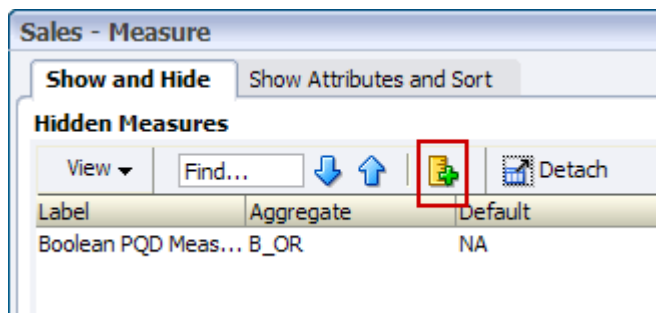 Sales - Measure
Show and Hide Show Attributes and Sort
Hidden Measures
View Find... Detach
Label Aggregate Default
Boolean PQD Meas... B_OR NA